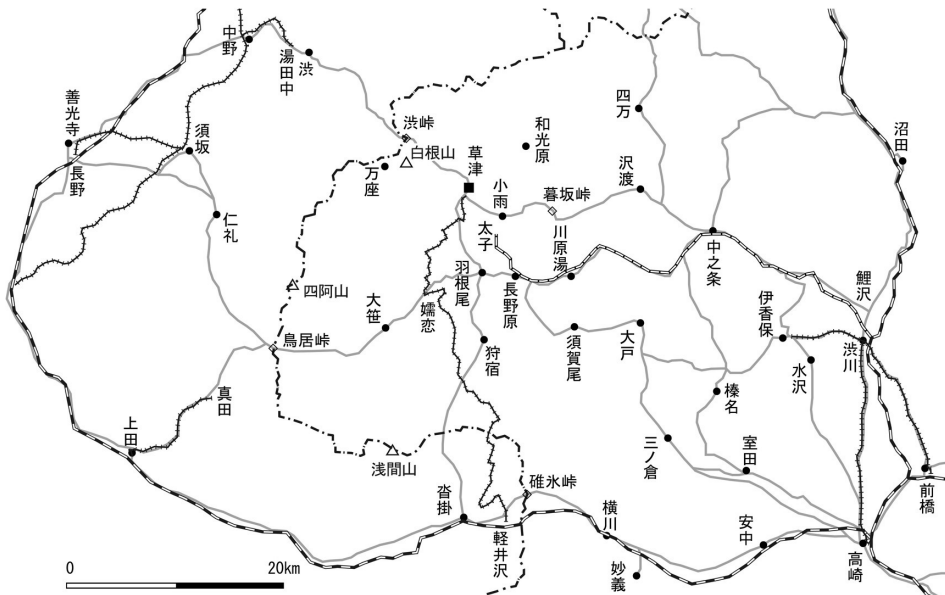 中野
湯田中
渋
善光寺
長野
須坂
仁礼
渋峠
白根山
万座
草津
小雨
和光原
四万
沢渡
暮坂峠
沼田
太子
川原湯
中之条
羽根尾
長野原
鯉沢
四阿山
大笹
嬬恋
鳥居峠
狩宿
須賀尾
大戸
伊香保
水沢
渋川
真田
上田
榛名
浅間山
三ノ倉
室田
前橋
沓掛
碓氷峠
軽井沢
横川
妙義
安中
高崎
0 20km